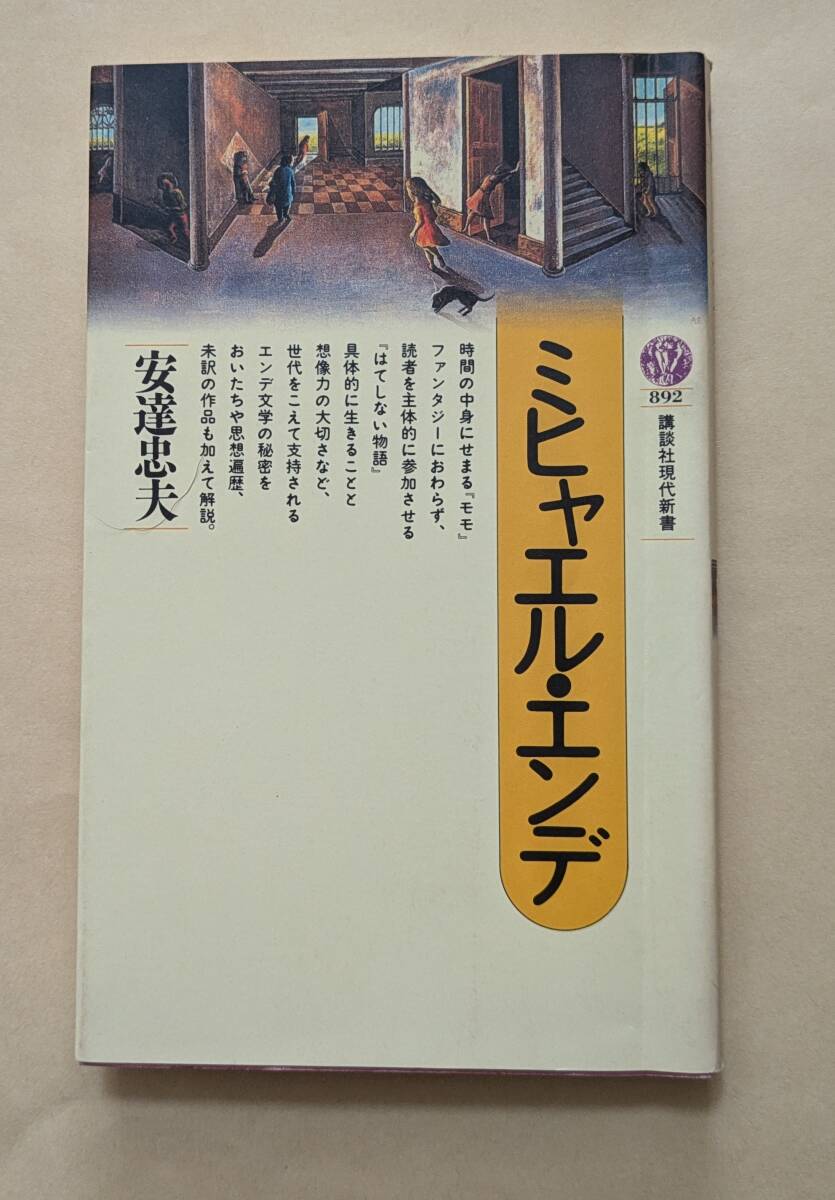 892
講談社現代新書
ミヒャエル・エンデ
時間の中身にせまる『モモ』
ファンタジーにおわらず、
読者を主体的に参加させる
『はてしない物語』
具体的に生きることと
想像力の大切さなど、
世代をこえて支持される
エンデ文学の秘密を
おいたちや思想遍歴、
未訳の作品も加えて解説。
安達忠夫